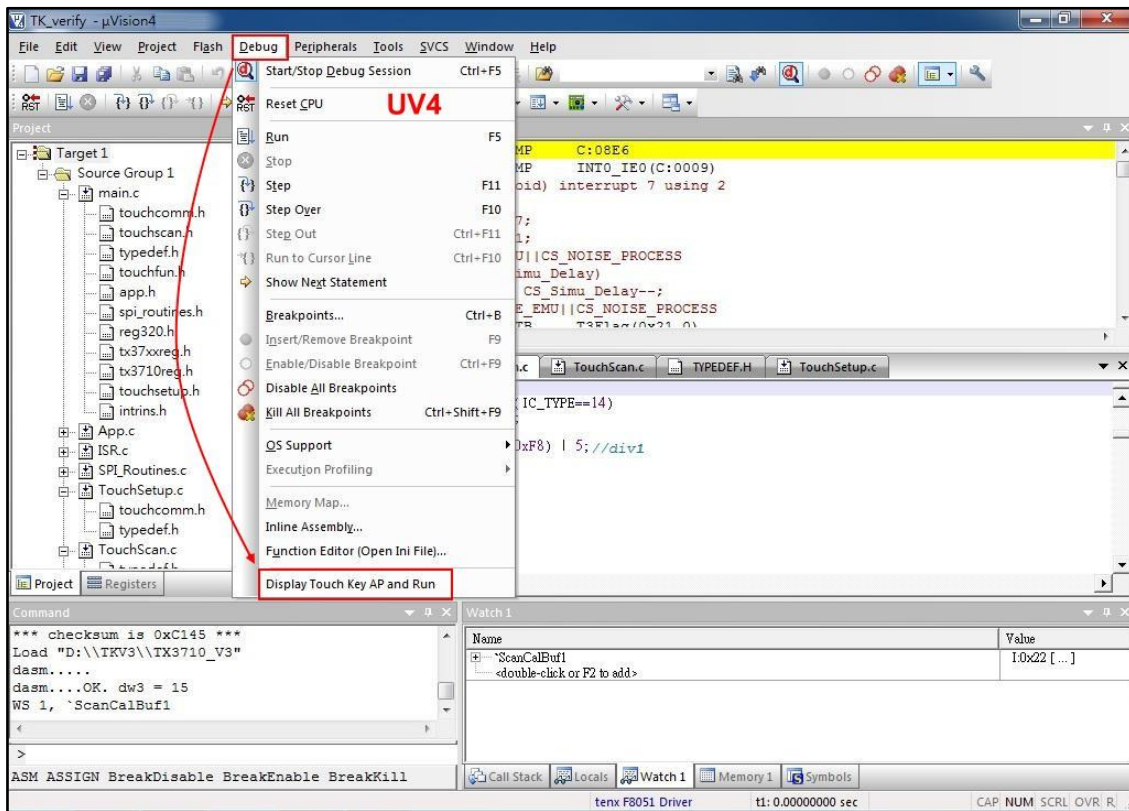 TK_verify - µVision4
File Edit View Project Flash Debug Peripherals Tools SVCS Window Help
Start/Stop Debug Session Ctrl+F5
RST
RST Reset CPU
UV4
Run F5
Stop
Step F11
Step Over F10
Step Out Ctrl+F11
Run to Cursor Line Ctrl+F10
Show Next Statement
Breakpoints... Ctrl+B
Insert/Remove Breakpoint F9
Enable/Disable Breakpoint Ctrl+F9
Disable All Breakpoints
Kill All Breakpoints Ctrl+Shift+F9
OS Support
Execution Profiling
Memory Map...
Inline Assembly...
Function Editor (Open Ini File)...
Display Touch Key AP and Run
Project
Target 1
Source Group 1
main.c
touchcomm.h
touchscan.h
typedef.h
touchfun.h
app.h
spi_routines.h
reg320.h
tx37xxreg.h
tx3710reg.h
touchsetup.h
intrins.h
App.c
ISR.c
SPI_Routines.c
TouchSetup.c
touchcomm.h
typedef.h
TouchScan.c
Project Registers
MP C:08E6
MP INT0_IE0(C:0009)
oid) interrupt 7 using 2
7;
1;
U||CS_NOISE_PROCESS
imu_Delay)
CS_Simu_Delay--;
E_EMU||CS_NOISE_PROCESS
TB T3Flag(0x21.0)
.c TouchScan.c TYPEDEF.H TouchSetup.c
IC_TYPE==14)
0xF8) | 5;//div1
Command
*** checksum is 0xC145 ***
Load "D:\\TKV3\\TX3710_V3"
dasm.....
dasm....OK. dw3 = 15
WS 1, `ScanCalBuf1
>
ASM ASSIGN BreakDisable BreakEnable BreakKill
Watch 1
Name Value
`ScanCalBuf1 I:0x22 [ ... ]
<double-click or F2 to add>
Call Stack Locals Watch 1 Memory 1 Symbols
tenx F8051 Driver t1: 0.00000000 sec CAP NUM SCRL OVR R